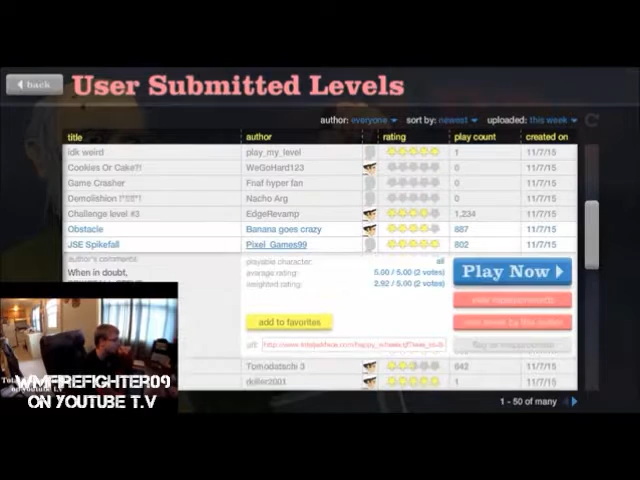 back
User Submitted Levels
author: everyone sort by: newest uploaded: this week
title author rating play count created on
idk weird play_my_level 1 11/7/15
Cookies Or Cake?! WeGoHard123 0 11/7/15
Game Crasher Fnaf hyper fan 0 11/7/15
Nacho Arg 0 11/7/15
Challenge level #3 EdgeRevamp 1,234 11/7/15
Obstacle Banana goes crazy 887 11/7/15
JSE Spikefall Pixel_Games99 802 11/7/15
author's comments playable character: all
When in doubt, average rating: 5.00 / 5.00 (2 votes)
weighted rating: 2.92 / 5.00 (2 votes)
Play Now
add to favorites
url:
Tomodatschi 3 642 11/7/15
11/7/15
WMFIREFIGHTER09
ON YOUTUBE T.V
1 - 50 of many